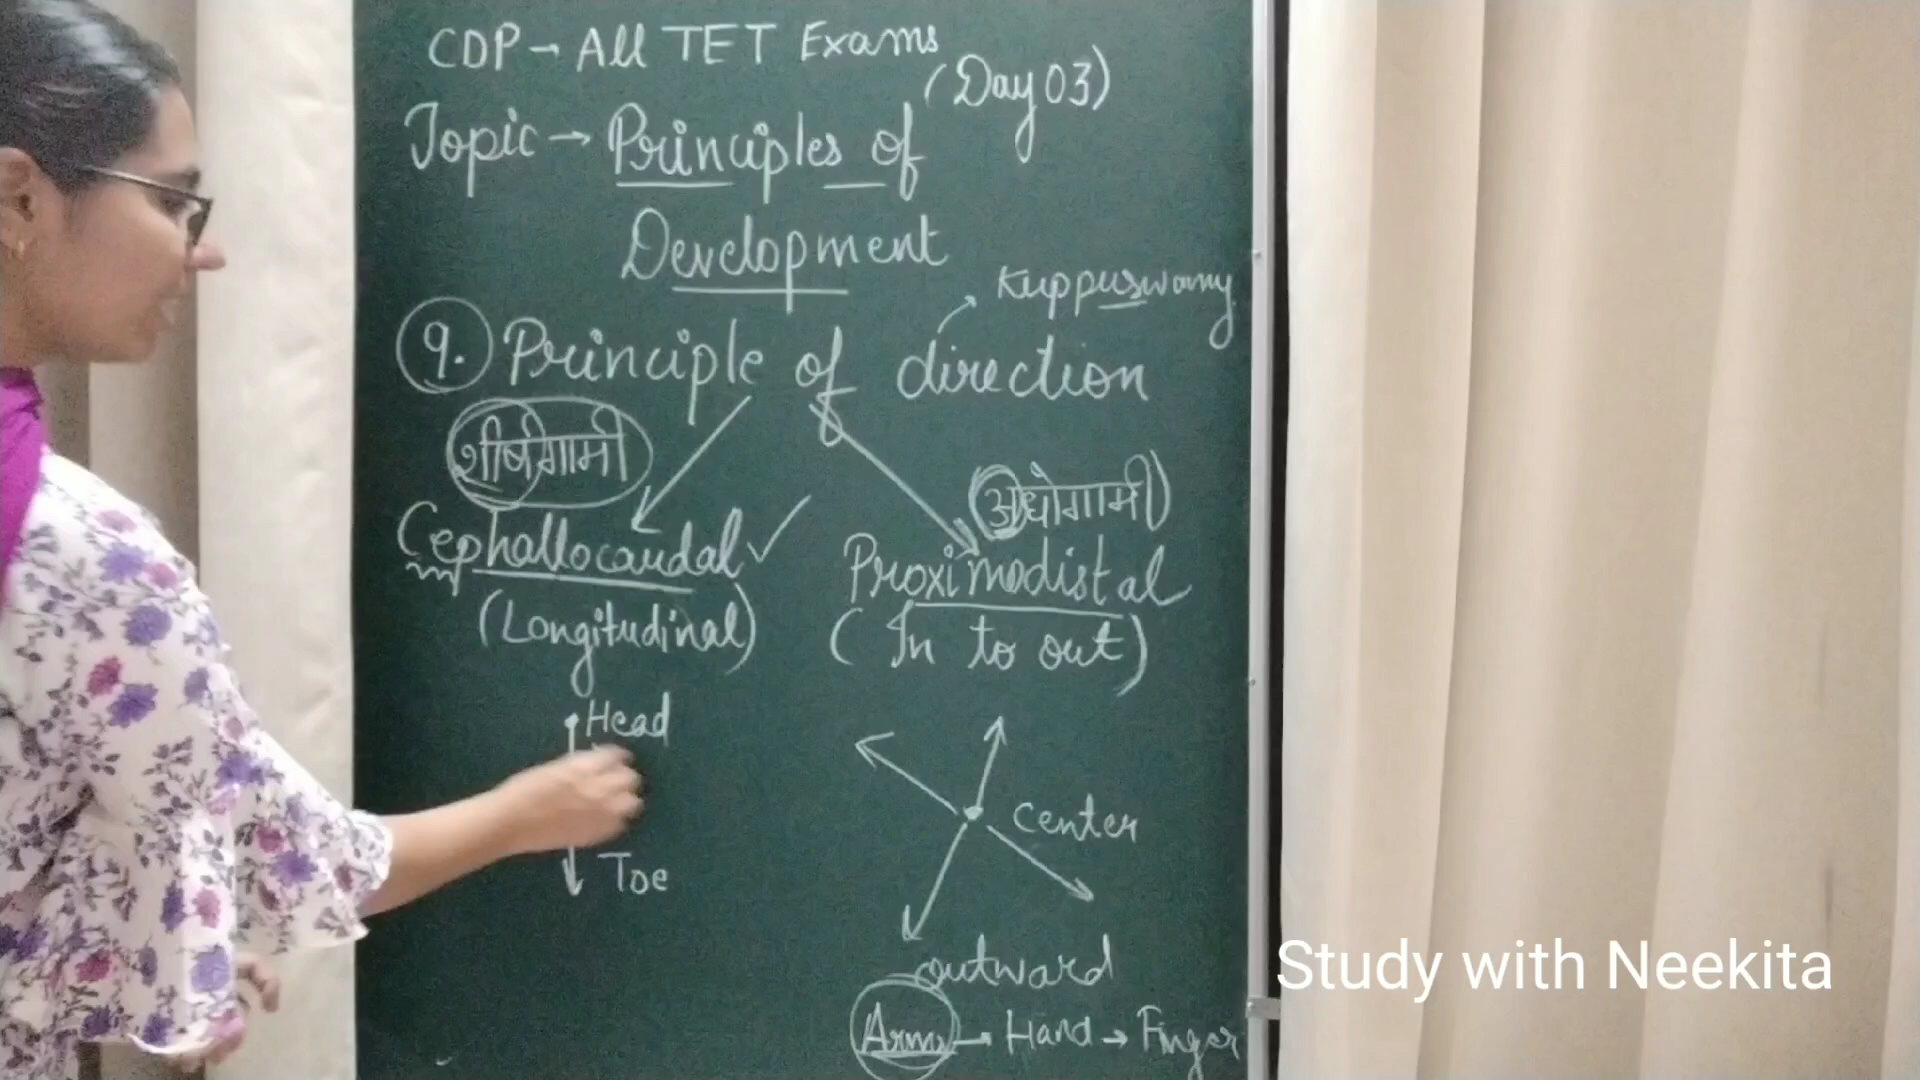 CDP → All TET Exams
(Day 03)
Topic → Principles of
Development
Kuppuswamy
9. Principle of direction
शीर्षगामी
(अधोगामी)
Cephallocaudal ✓
Proximodistal
(Longitudinal)
(In to out)
Head
center
Toe
outward
Arms → Hand → Finger
Study with Neekita